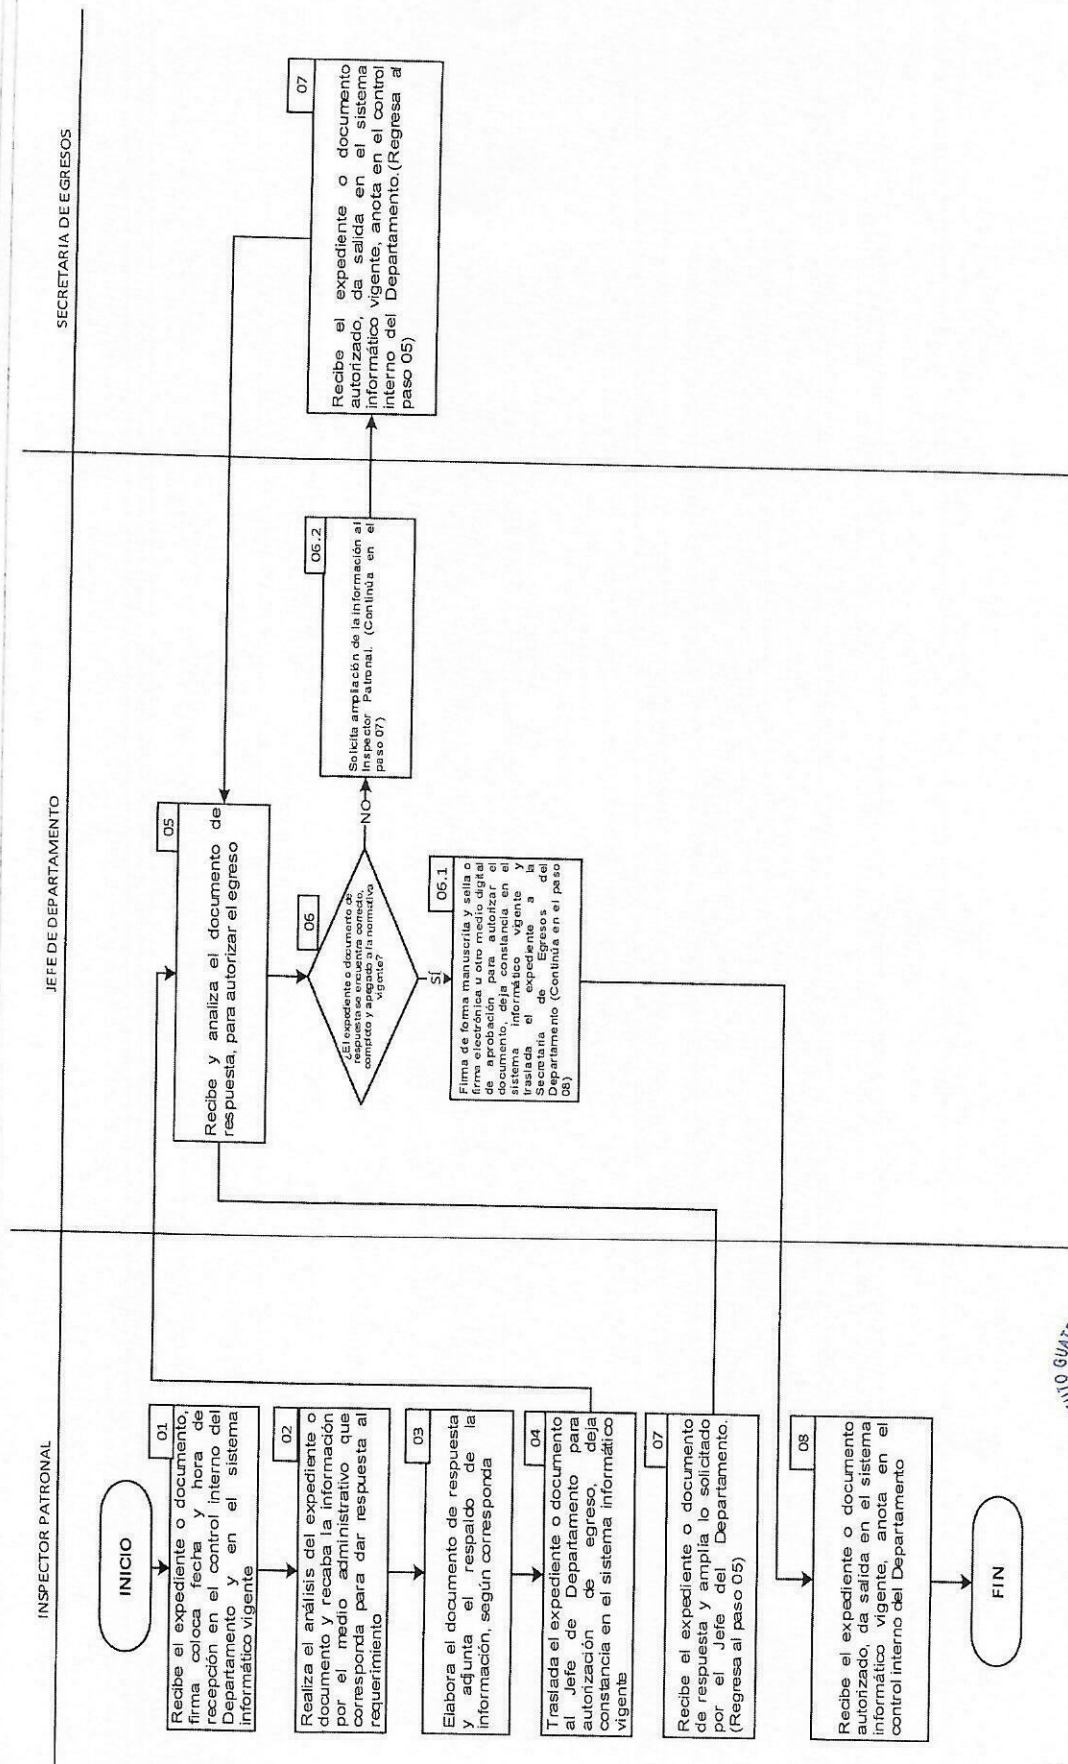 INSPECTOR PATRONAL
JEFE DE DEPARTAMENTO
SECRETARIA DE EGRESOS
INICIO
01
Recibe el expediente o documento,
firma coloca fecha y hora de
recepción en el control interno del
Departamento y en el sistema
informático vigente
02
Realiza el análisis del expediente o
documento y recaba la información
por el medio administrativo que
corresponda para dar respuesta al
requerimiento
03
Elabora el documento de respuesta
y adjunta el respaldo de la
información, según corresponda
04
Traslada el expediente o documento
al Jefe de Departamento para
autorización de egreso, deja
constancia en el sistema informático
vigente
07
Recibe el expediente o documento
de respuesta y amplía lo solicitado
por el Jefe del Departamento.
(Regresa al paso 05)
08
Recibe el expediente o documento
autorizado, da salida en el sistema
informático vigente, anota en el
control interno del Departamento
FIN
05
Recibe y analiza el documento de
respuesta, para autorizar el egreso
06
¿El expediente o documento de
respuesta se encuentra correcto,
completo y apegado a la normativa
vigente?
NO
SÍ
06.1
Firma de forma manuscrita y sella o
firma electrónica u otro medio digital
de aprobación para autorizar el
documento, deja constancia en el
sistema informático vigente y
traslada el expediente a la
Secretaria de Egresos del
Departamento (Continúa en el paso
08)
06.2
Solicita ampliación de la información al
Inspector Patronal. (Continúa en el
paso 07)
07
Recibe el expediente o documento
autorizado, da salida en el sistema
informático vigente, anota en el control
interno del Departamento.(Regresa al
paso 05)